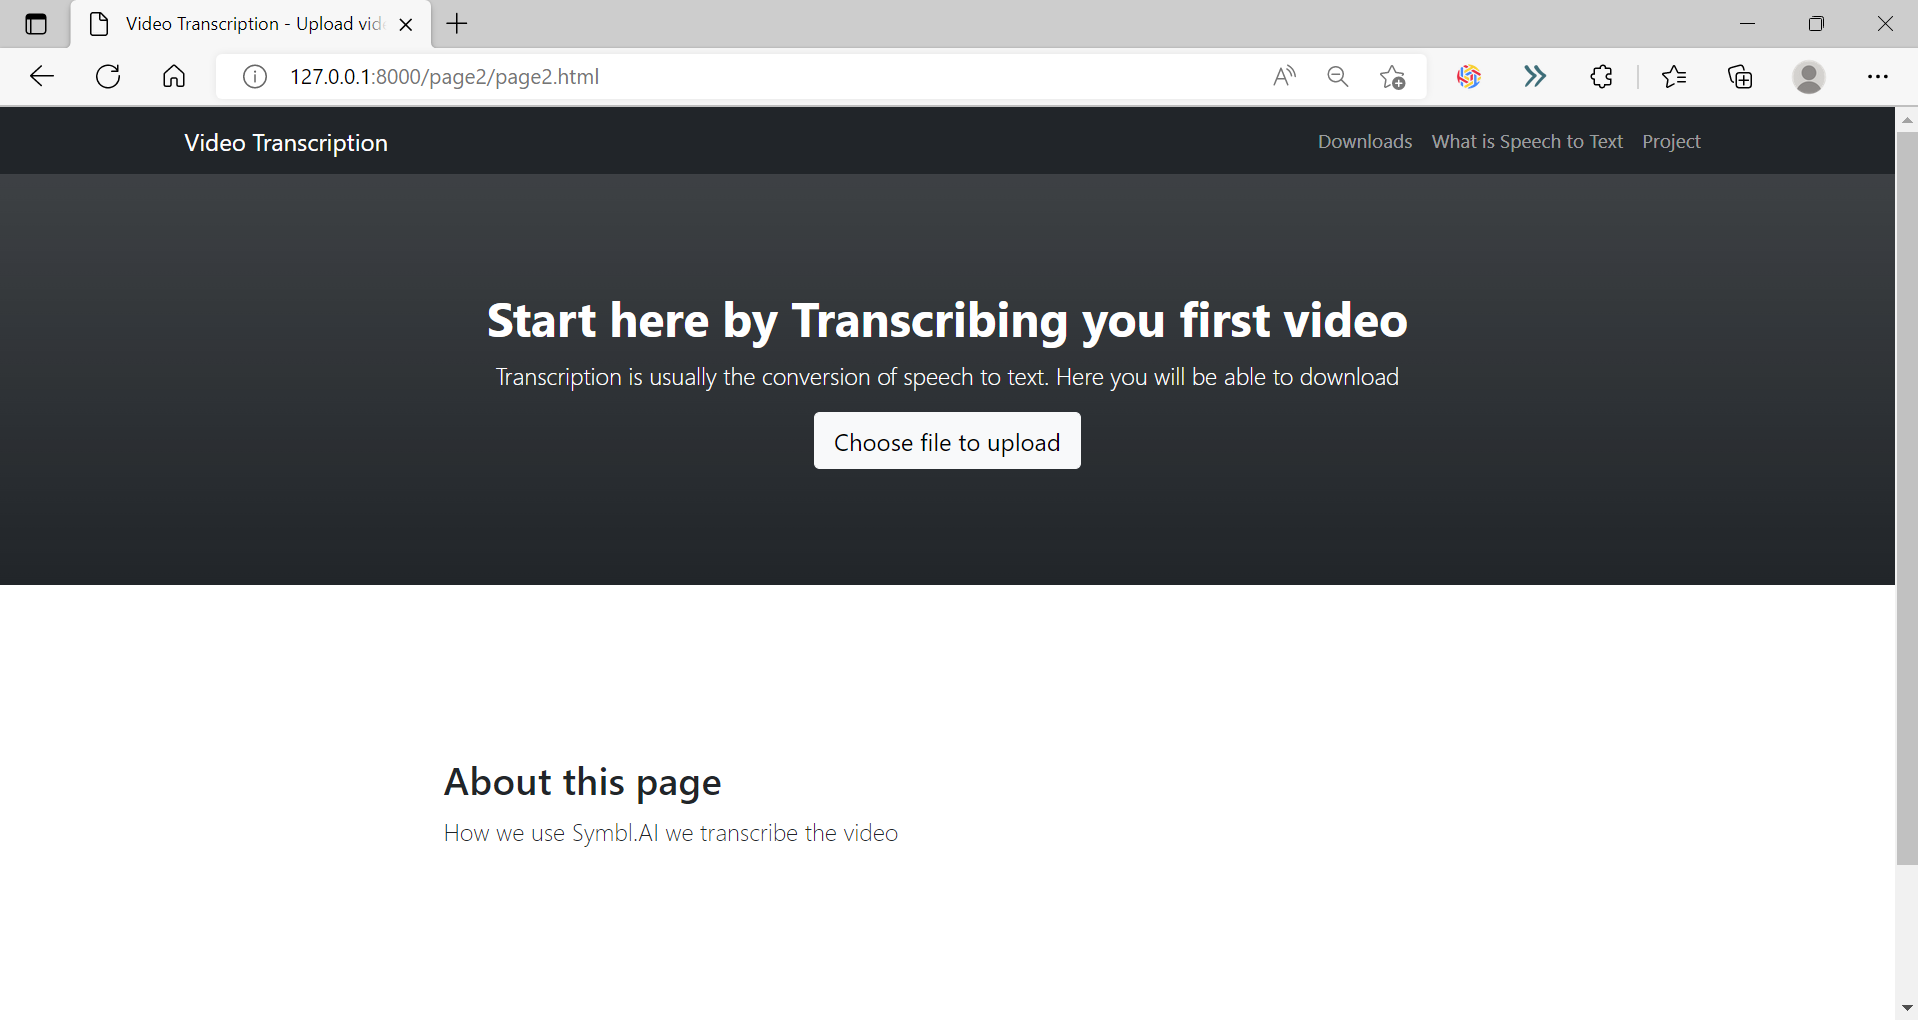 Video Transcription - Upload vid
127.0.0.1:8000/page2/page2.html
Video Transcription
Downloads What is Speech to Text Project
Start here by Transcribing you first video
Transcription is usually the conversion of speech to text. Here you will be able to download
Choose file to upload
About this page
How we use Symbl.AI we transcribe the video